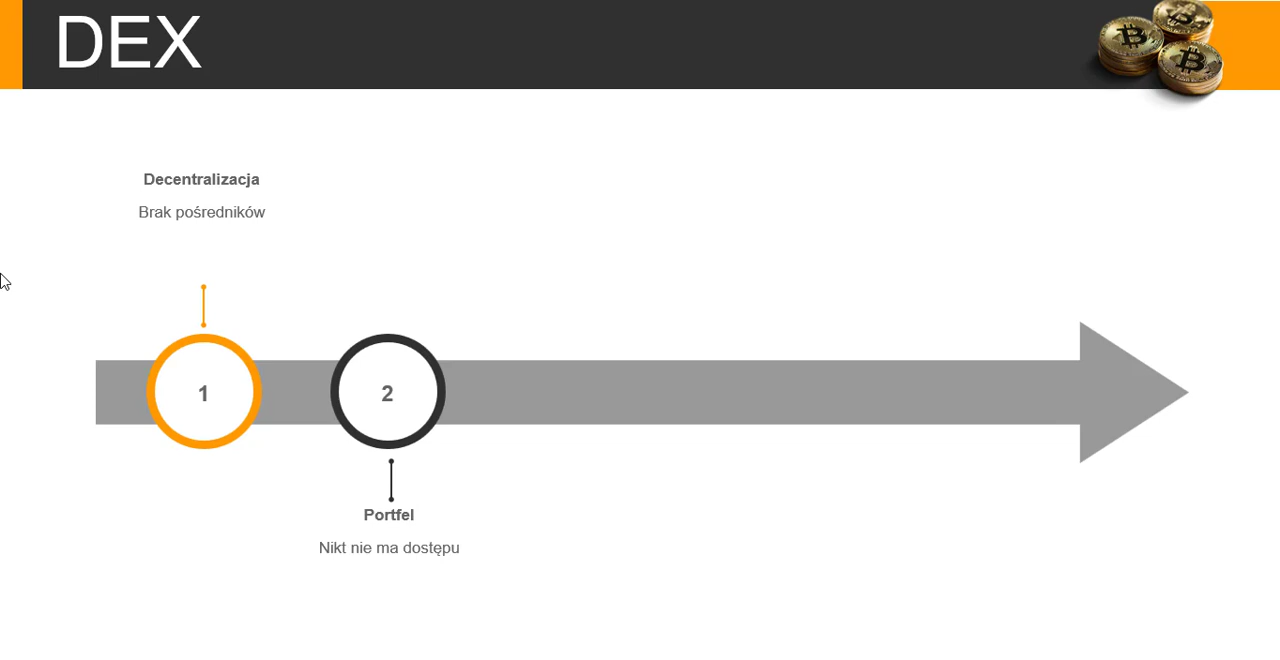 DEX
Decentralizacja
Brak pośredników
1
2
Portfel
Nikt nie ma dostępu